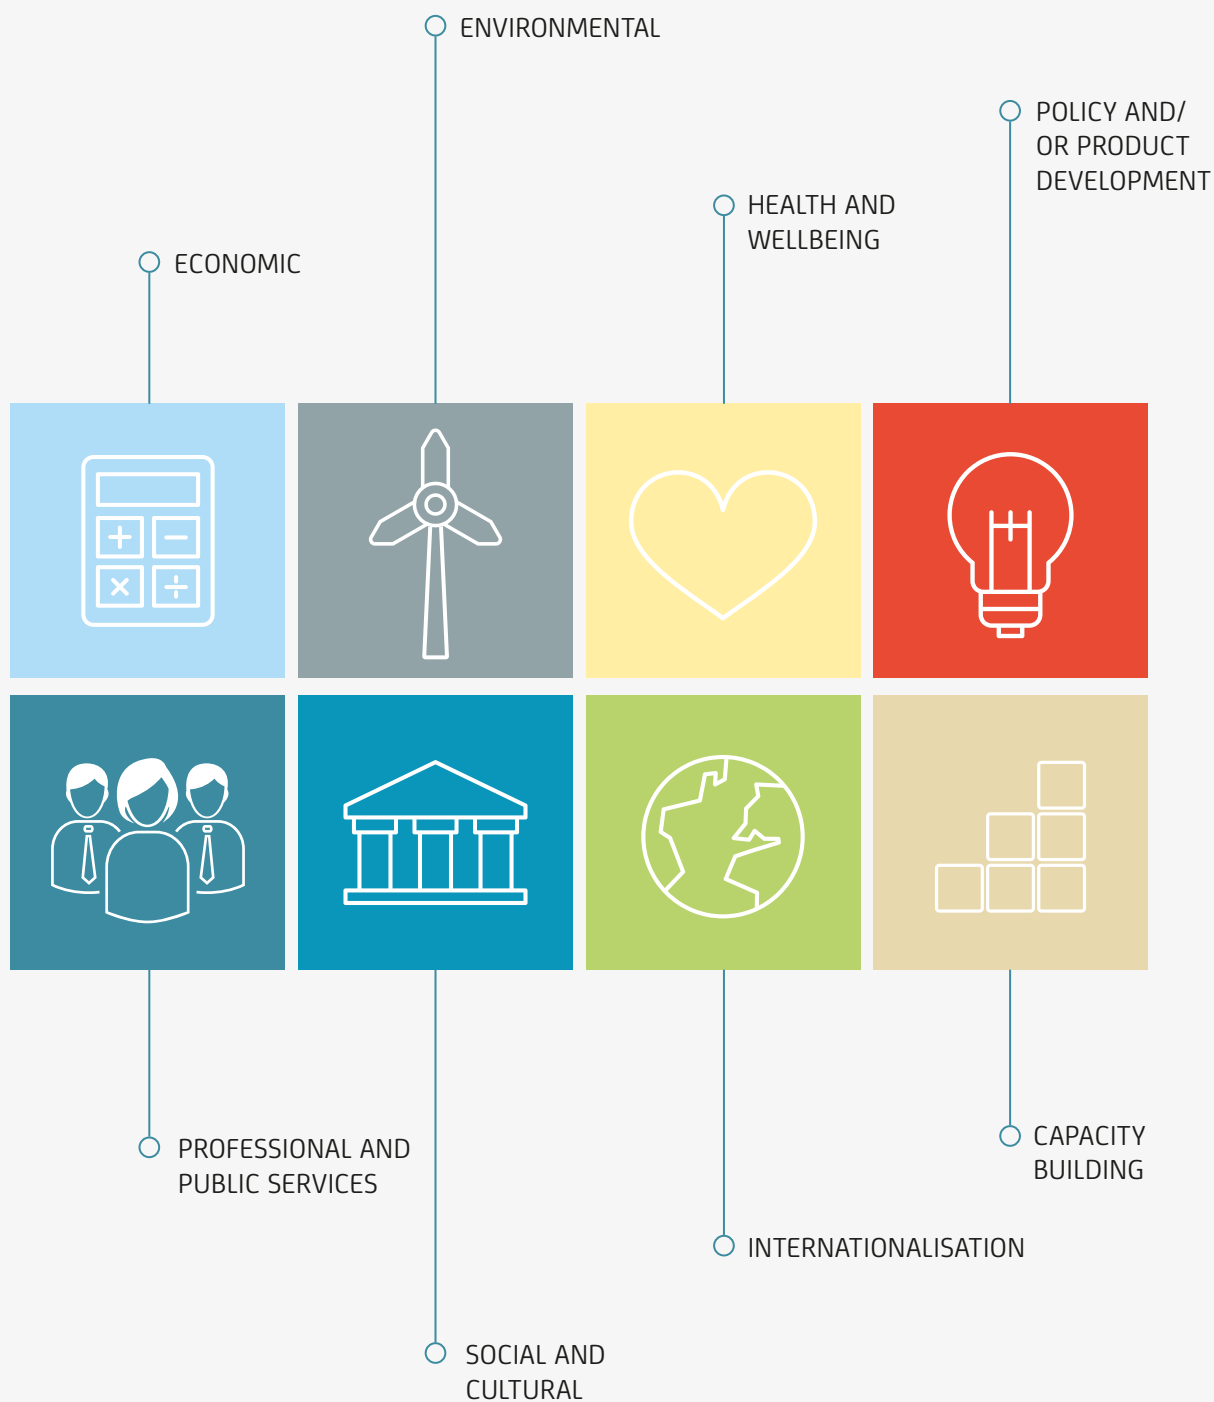 ENVIRONMENTAL
POLICY AND/
OR PRODUCT
DEVELOPMENT
HEALTH AND
WELLBEING
ECONOMIC
PROFESSIONAL AND
PUBLIC SERVICES
CAPACITY
BUILDING
INTERNATIONALISATION
SOCIAL AND
CULTURAL